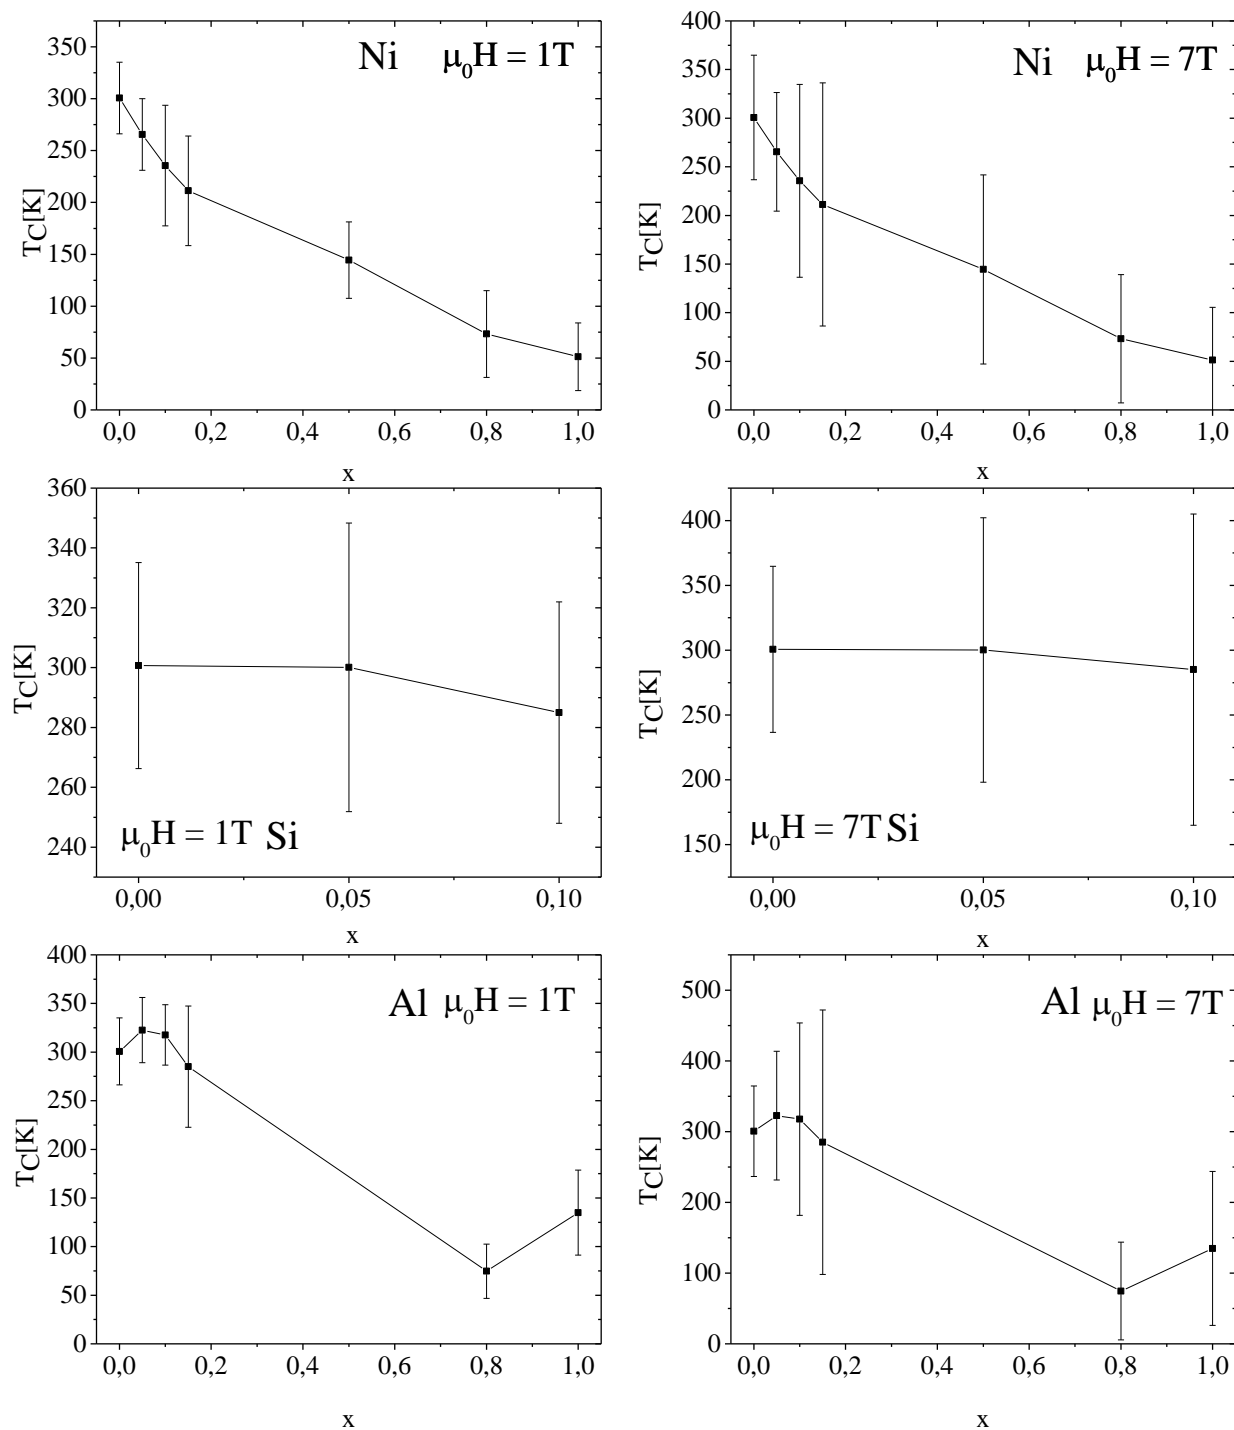 Ni μ₀H = 1T
350
300
250
200
150
100
50
0
T_C[K]
0,0 0,2 0,4 0,6 0,8 1,0
x
Ni μ₀H = 7T
400
350
300
250
200
150
100
50
0
T_C[K]
0,0 0,2 0,4 0,6 0,8 1,0
x
360
340
320
300
280
260
240
T_C[K]
μ₀H = 1T Si
0,00 0,05 0,10
x
400
350
300
250
200
150
T_C[K]
μ₀H = 7T Si
0,00 0,05 0,10
x
Al μ₀H = 1T
400
350
300
250
200
150
100
50
0
T_C[K]
0,0 0,2 0,4 0,6 0,8 1,0
x
Al μ₀H = 7T
500
400
300
200
100
0
T_C[K]
0,0 0,2 0,4 0,6 0,8 1,0
x